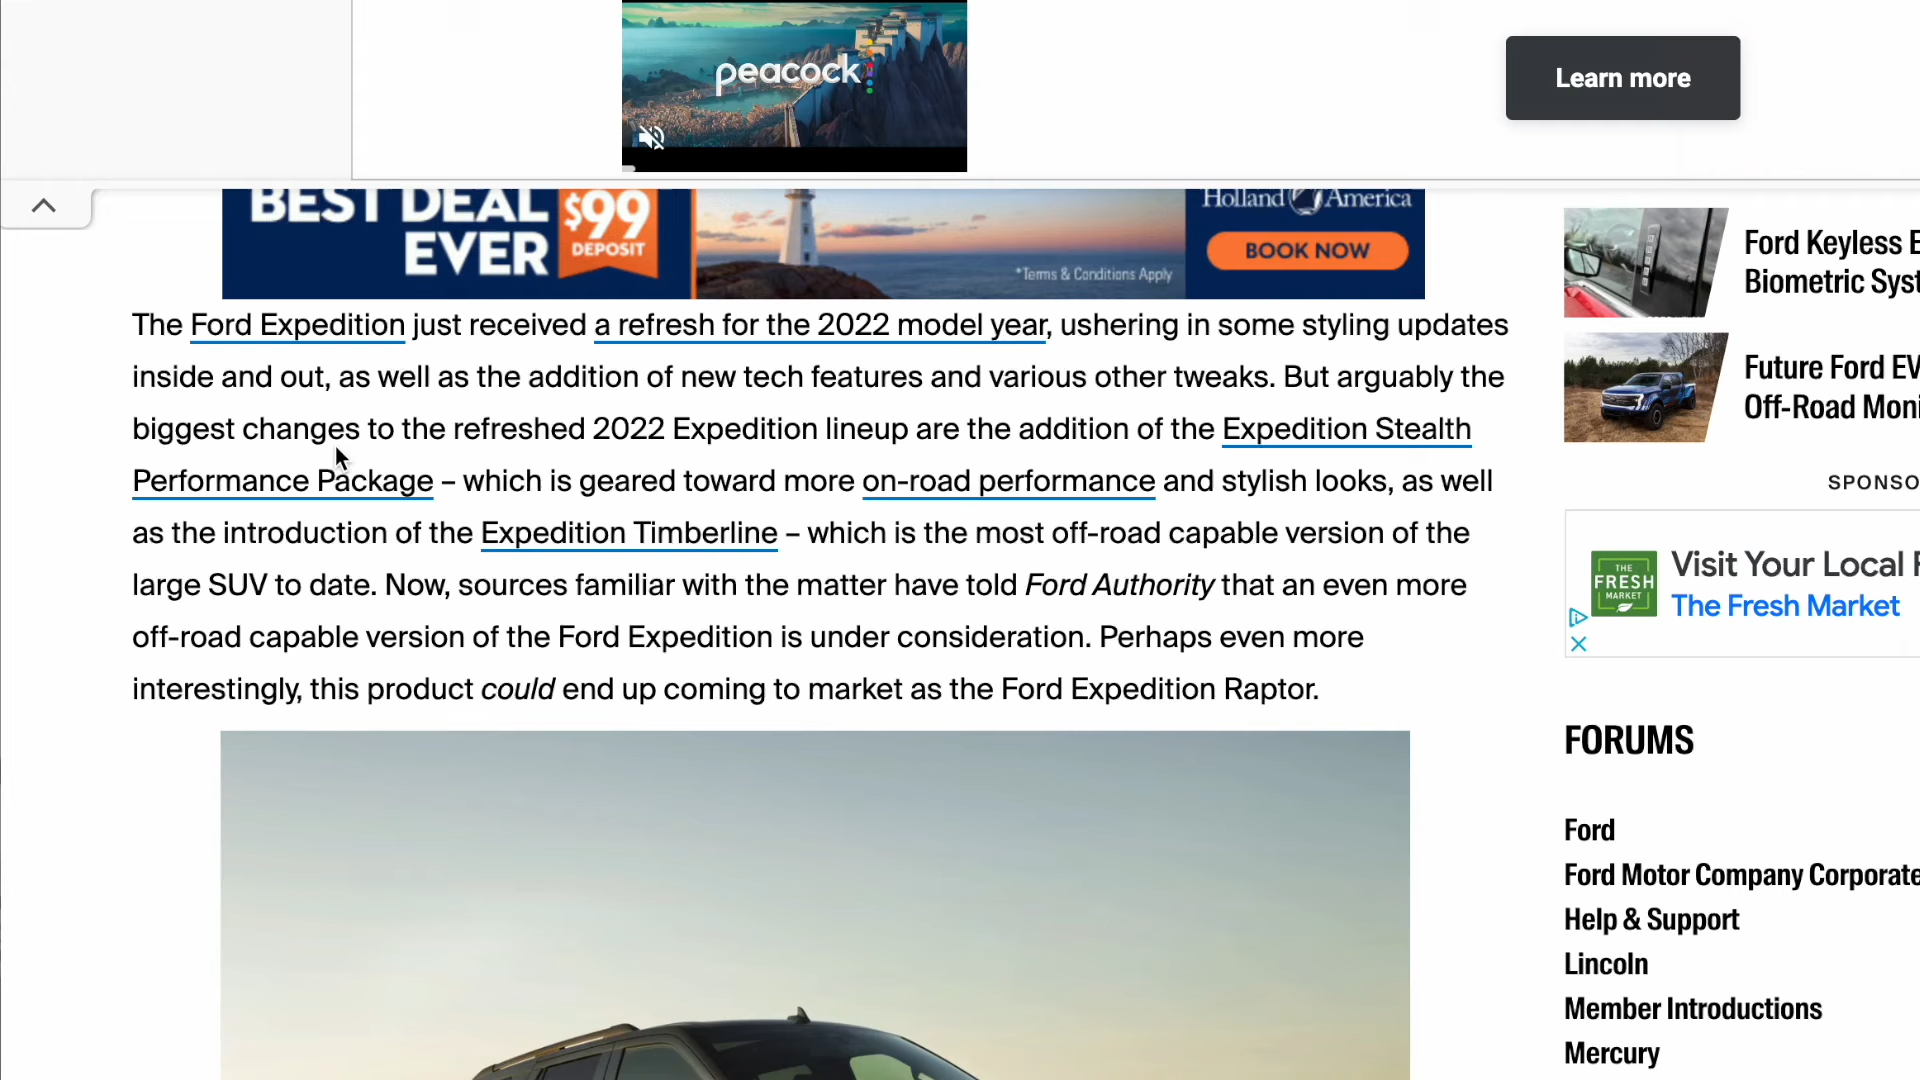 peacock
Learn more
BEST DEAL
EVER
$99
DEPOSIT
*Terms & Conditions Apply
Holland America
BOOK NOW
The Ford Expedition just received a refresh for the 2022 model year, ushering in some styling updates
inside and out, as well as the addition of new tech features and various other tweaks. But arguably the
biggest changes to the refreshed 2022 Expedition lineup are the addition of the Expedition Stealth
Performance Package – which is geared toward more on-road performance and stylish looks, as well
as the introduction of the Expedition Timberline – which is the most off-road capable version of the
large SUV to date. Now, sources familiar with the matter have told Ford Authority that an even more
off-road capable version of the Ford Expedition is under consideration. Perhaps even more
interestingly, this product could end up coming to market as the Ford Expedition Raptor.
Ford Keyless E
Biometric Syst
Future Ford EV
Off-Road Moni
SPONSO
THE
FRESH
MARKET
Visit Your Local F
The Fresh Market
FORUMS
Ford
Ford Motor Company Corporate
Help & Support
Lincoln
Member Introductions
Mercury